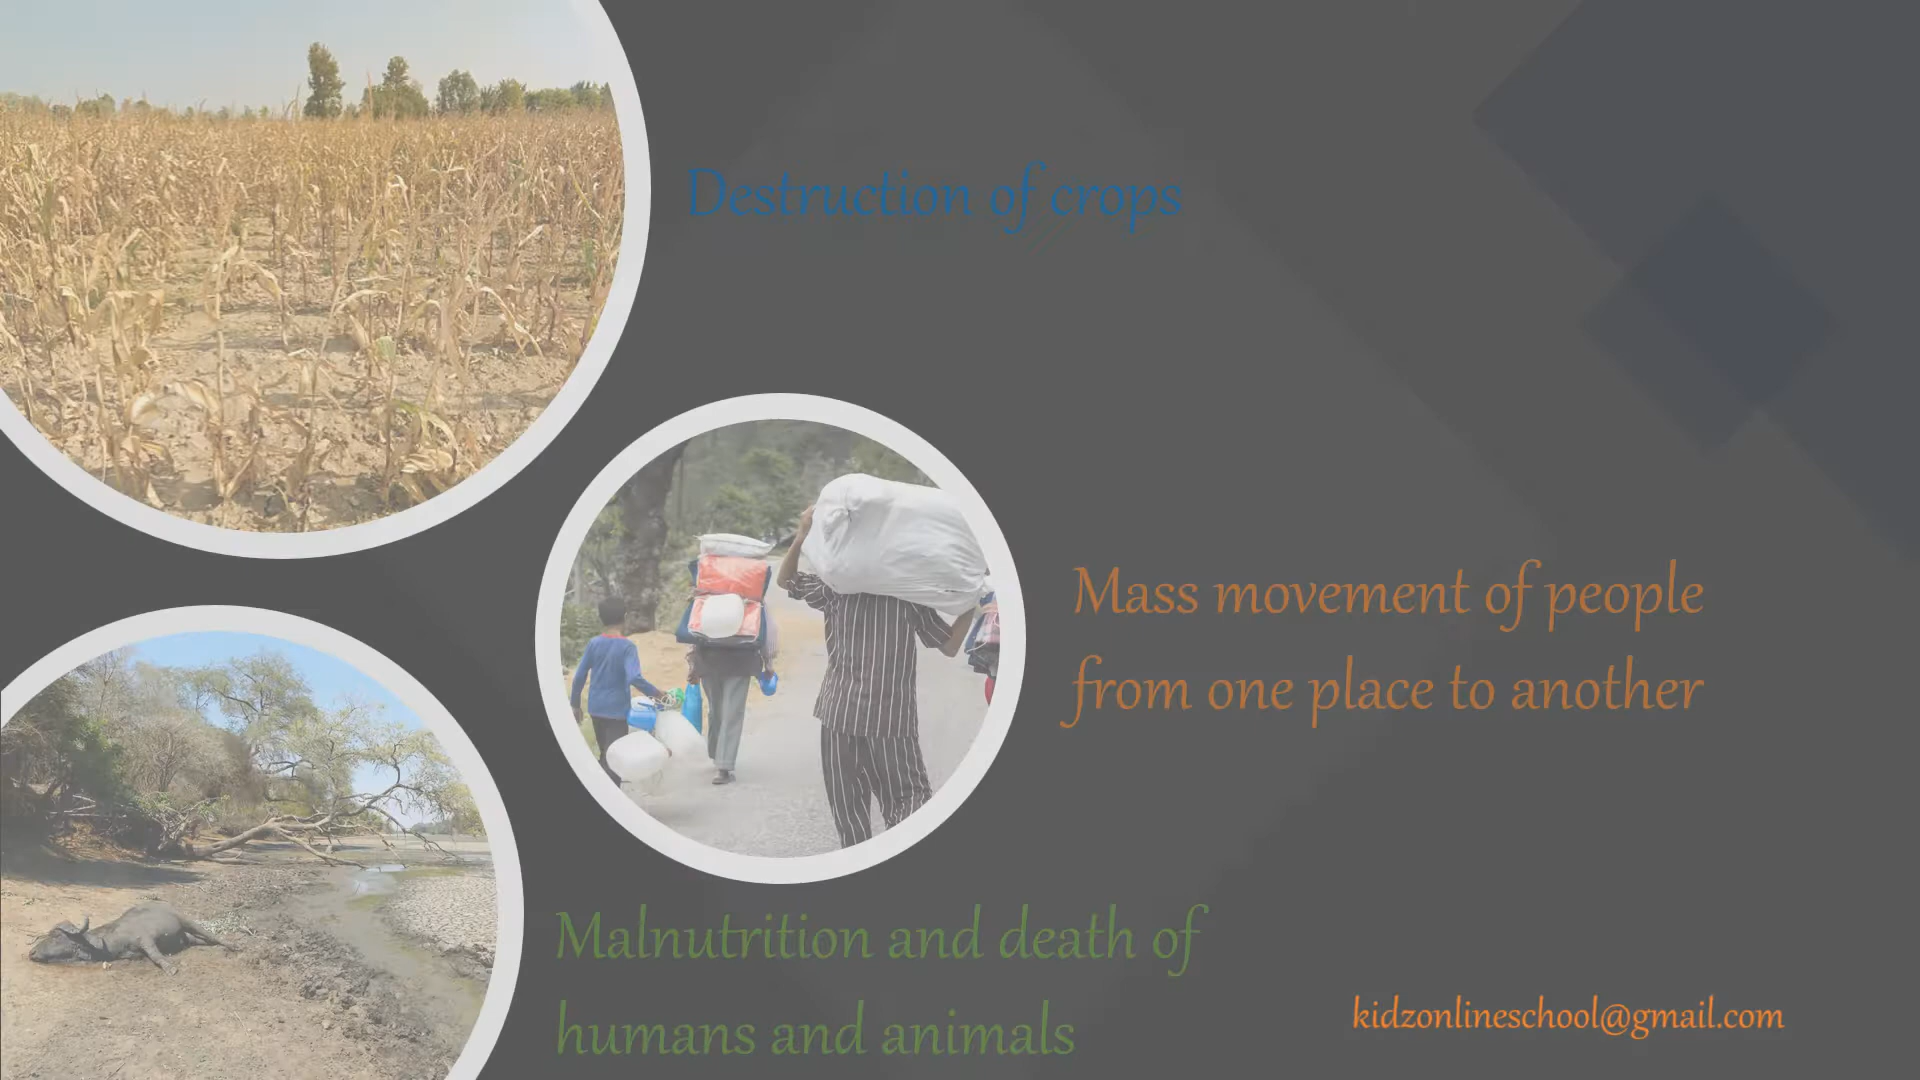 Destruction of crops
Mass movement of people
from one place to another
Malnutrition and death of
humans and animals
kidzonlineschool@gmail.com